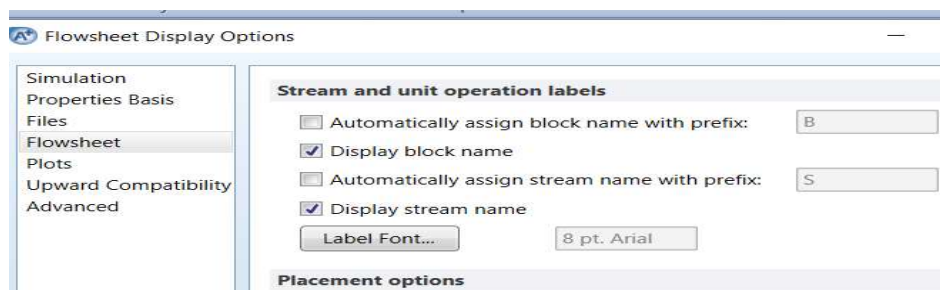 Flowsheet Display Options
Simulation
Properties Basis
Files
Flowsheet
Plots
Upward Compatibility
Advanced
Stream and unit operation labels
Automatically assign block name with prefix: B
Display block name
Automatically assign stream name with prefix: S
Display stream name
Label Font... 8 pt. Arial
Placement options